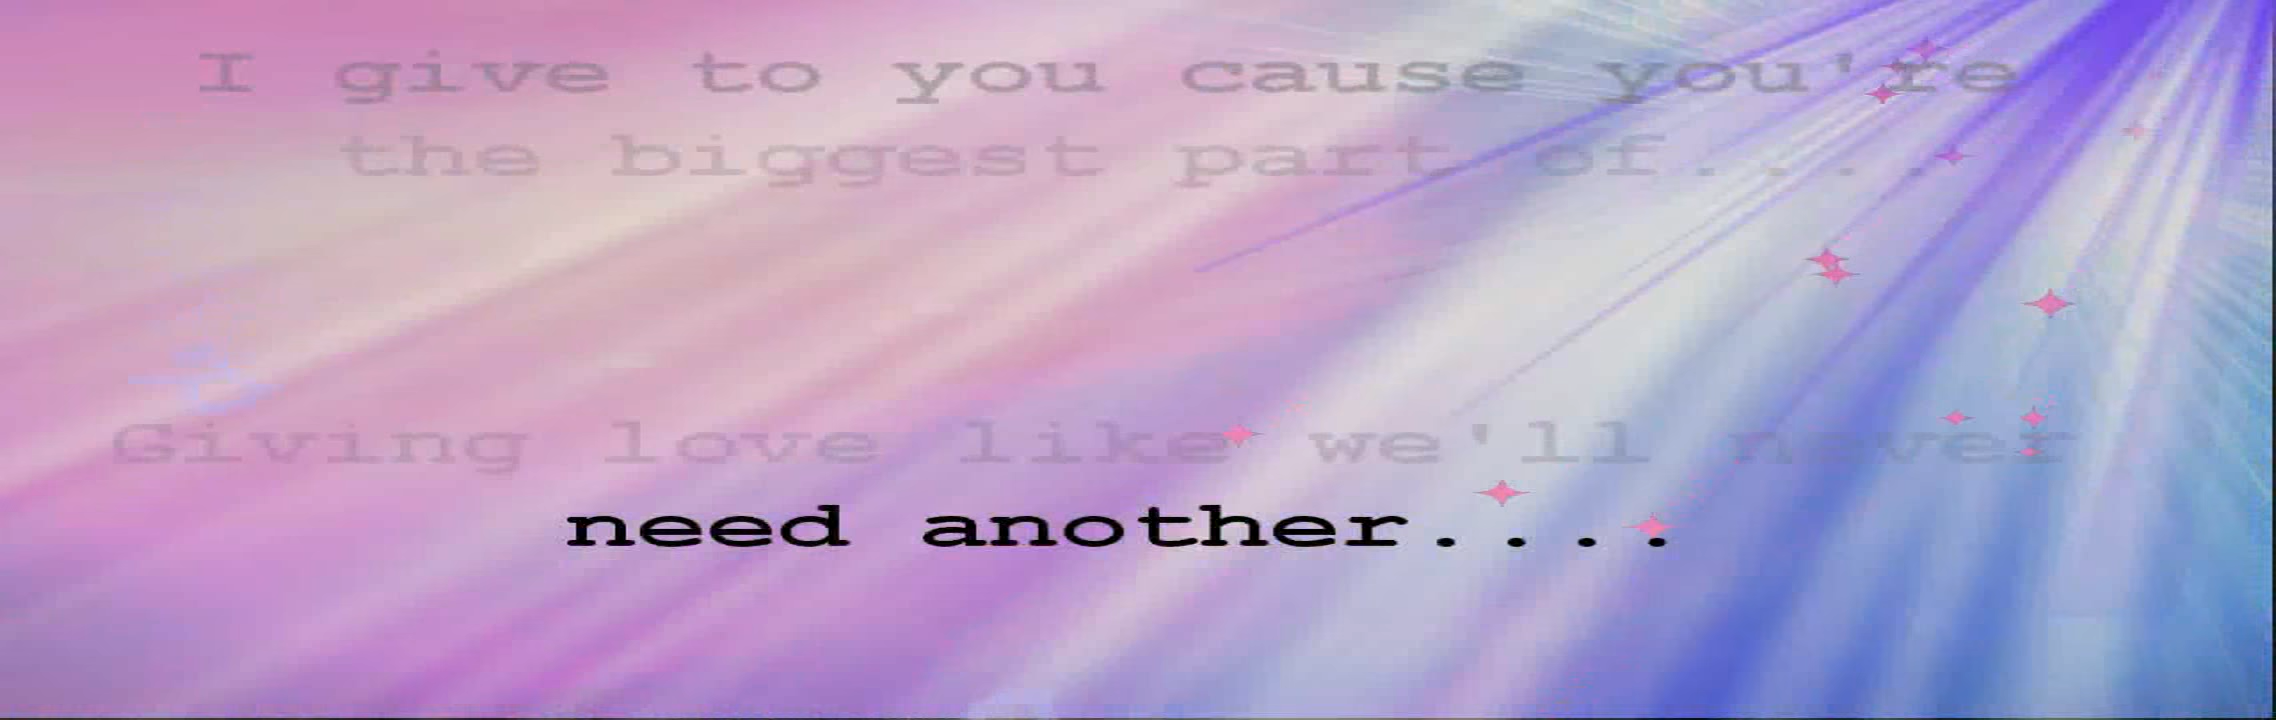 I give to you cause you're
the biggest part of....
Giving love like we'll never
need another....